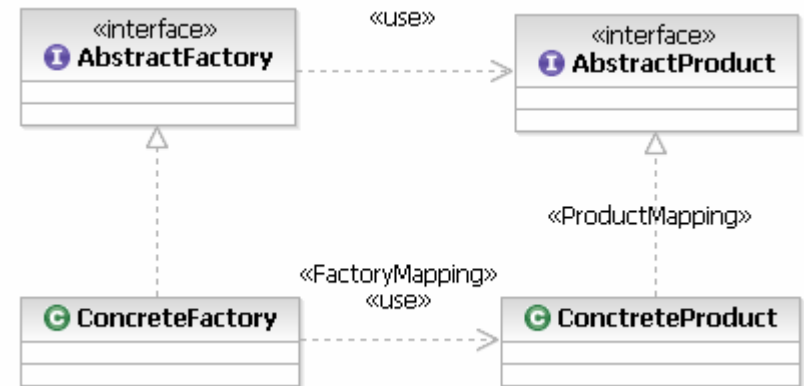 «interface»
I AbstractFactory
«use»
«interface»
I AbstractProduct
«ProductMapping»
«FactoryMapping»
«use»
C ConcreteFactory
C ConctreteProduct